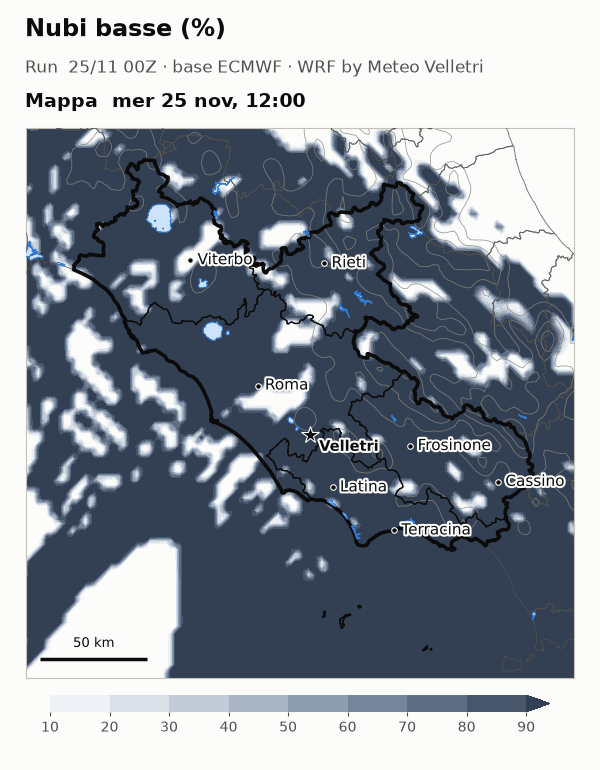 Nubi basse (%)
Run  25/11 00Z · base ECMWF · WRF by Meteo Velletri
Mappa  mer 25 nov, 12:00
Viterbo
Rieti
Roma
Velletri
Frosinone
Latina
Cassino
Terracina
50 km
10 20 30 40 50 60 70 80 90